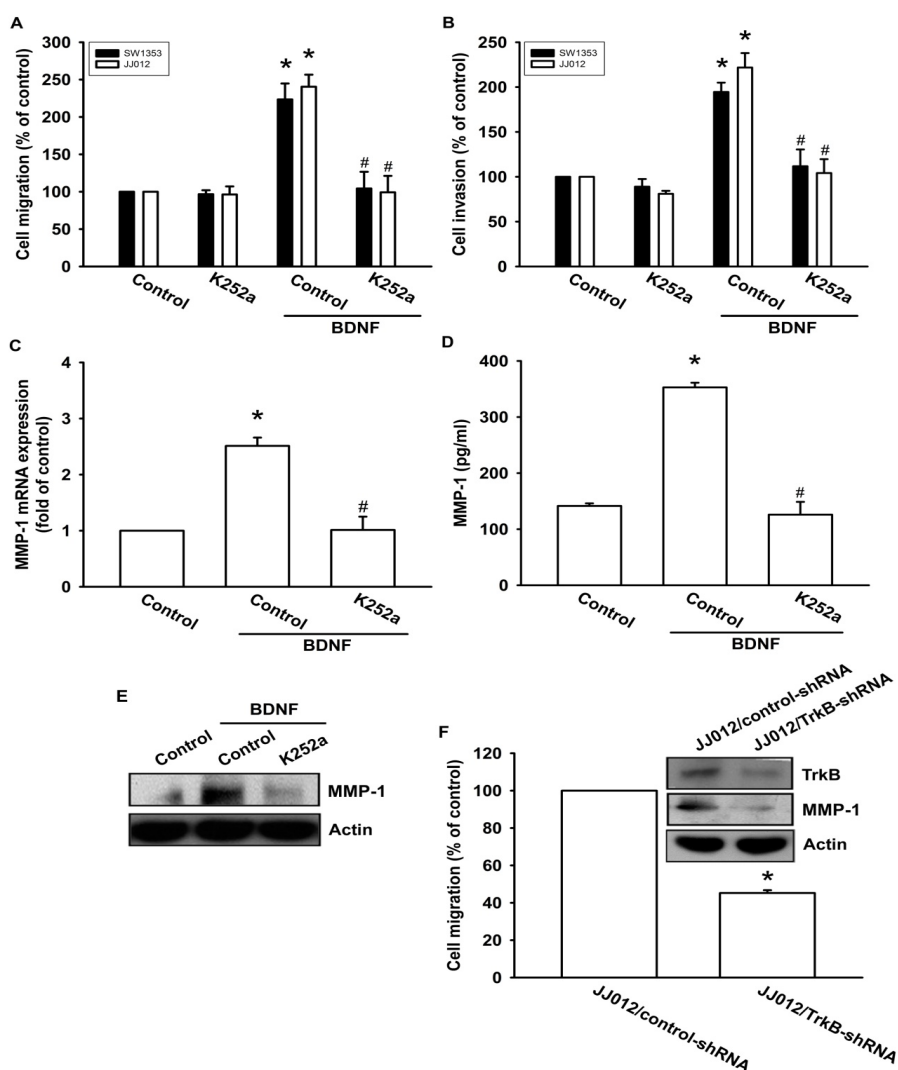 A
Cell migration (% of control)
300
250
200
150
100
50
0
SW1353
JJ012
* *
# #
Control
K252a
Control
K252a
BDNF
B
Cell invasion (% of control)
250
200
150
100
50
0
SW1353
JJ012
* *
# #
Control
K252a
Control
K252a
BDNF
C
MMP-1 mRNA expression
(fold of control)
4
3
2
1
0
*
#
Control
Control
K252a
BDNF
D
MMP-1 (pg/ml)
400
300
200
100
0
*
#
Control
Control
K252a
BDNF
E
BDNF
Control
Control
K252a
MMP-1
Actin
F
Cell migration (% of control)
120
100
80
60
40
20
0
JJ012/control-shRNA
JJ012/TrkB-shRNA
TrkB
MMP-1
Actin
*
JJ012/control-shRNA
JJ012/TrkB-shRNA